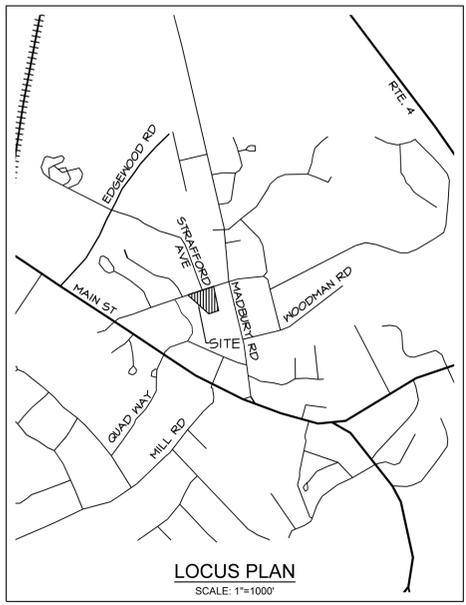 RTE. 4
EDGEWOOD RD
STRAFFORD
AVE
MAIN ST
MADBURY RD
WOODMAN RD
SITE
QUAD WAY
MILL RD
LOCUS PLAN
SCALE: 1"=1000'